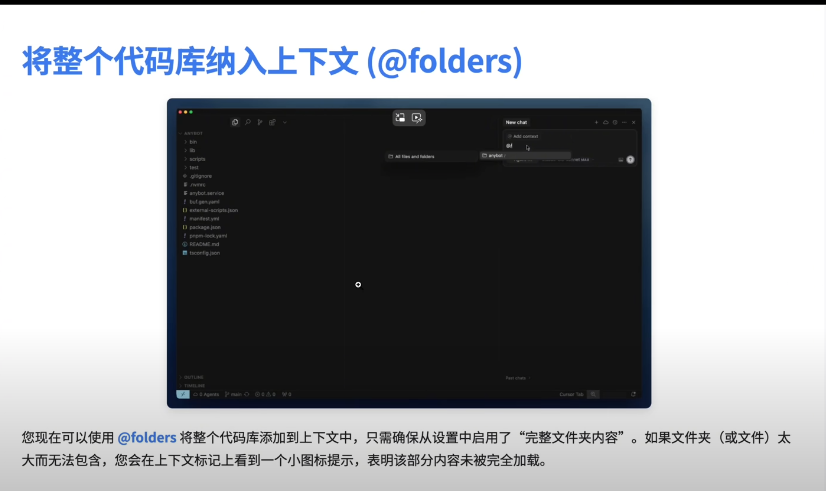 将整个代码库纳入上下文 (@folders)
New chat
Add context
All files and folders
anybot
ANYBOT
bin
lib
scripts
test
.gitignore
.nvmrc
anybot.service
buf.gen.yaml
external-scripts.json
manifest.yml
package.json
pnpm-lock.yaml
README.md
tsconfig.json
Past chats
OUTLINE
TIMELINE
0 Agents main 0 0 0 Cursor Tab
您现在可以使用 @folders 将整个代码库添加到上下文中，只需确保从设置中启用了“完整文件夹内容”。如果文件夹（或文件）太
大而无法包含，您会在上下文标记上看到一个小图标提示，表明该部分内容未被完全加载。